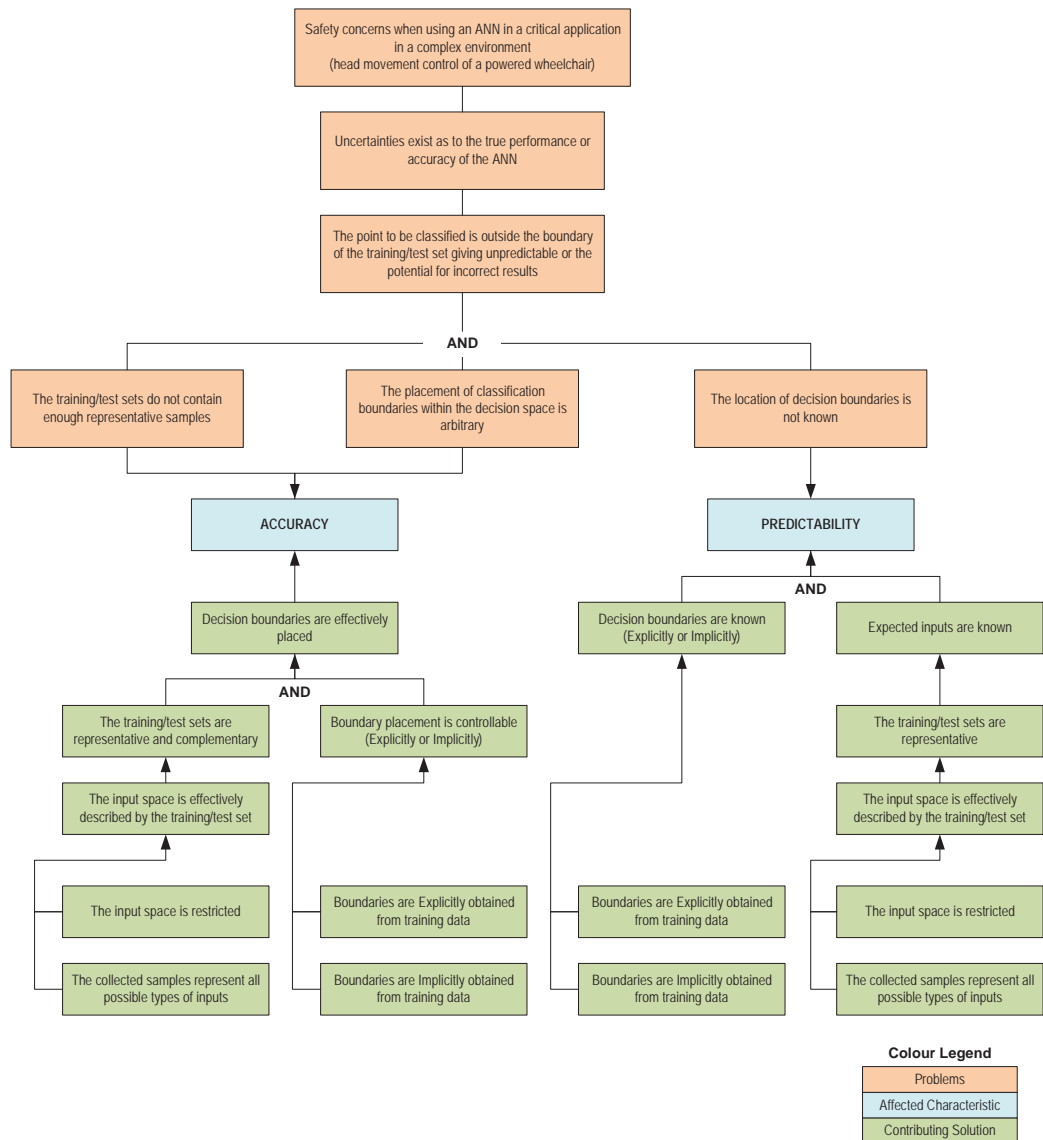 Safety concerns when using an ANN in a critical application
in a complex environment
(head movement control of a powered wheelchair)
Uncertainties exist as to the true performance or
accuracy of the ANN
The point to be classified is outside the boundary
of the training/test set giving unpredictable or the
potential for incorrect results
AND
The training/test sets do not contain
enough representative samples
The placement of classification
boundaries within the decision space is
arbitrary
The location of decision boundaries is
not known
ACCURACY
PREDICTABILITY
AND
Decision boundaries are effectively
placed
Decision boundaries are known
(Explicitly or Implicitly)
Expected inputs are known
AND
The training/test sets are
representative and complementary
Boundary placement is controllable
(Explicitly or Implicitly)
The training/test sets are
representative
The input space is effectively
described by the training/test set
The input space is effectively
described by the training/test set
The input space is restricted
Boundaries are Explicitly obtained
from training data
Boundaries are Explicitly obtained
from training data
The input space is restricted
The collected samples represent all
possible types of inputs
Boundaries are Implicitly obtained
from training data
Boundaries are Implicitly obtained
from training data
The collected samples represent all
possible types of inputs
Colour Legend
Problems
Affected Characteristic
Contributing Solution